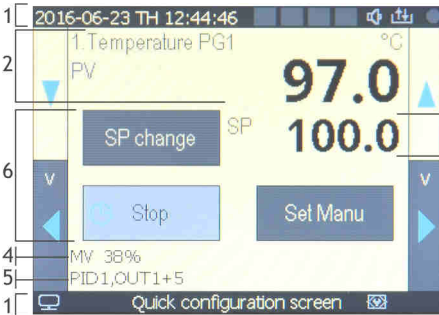 1 2016-06-23 TH 12:44:46
1.Temperature PG1 °C
2 PV 97.0
SP 100.0
6 SP change
v v
Stop Set Manu
4 MV 38%
5 PID1,OUT1+5
1 Quick configuration screen